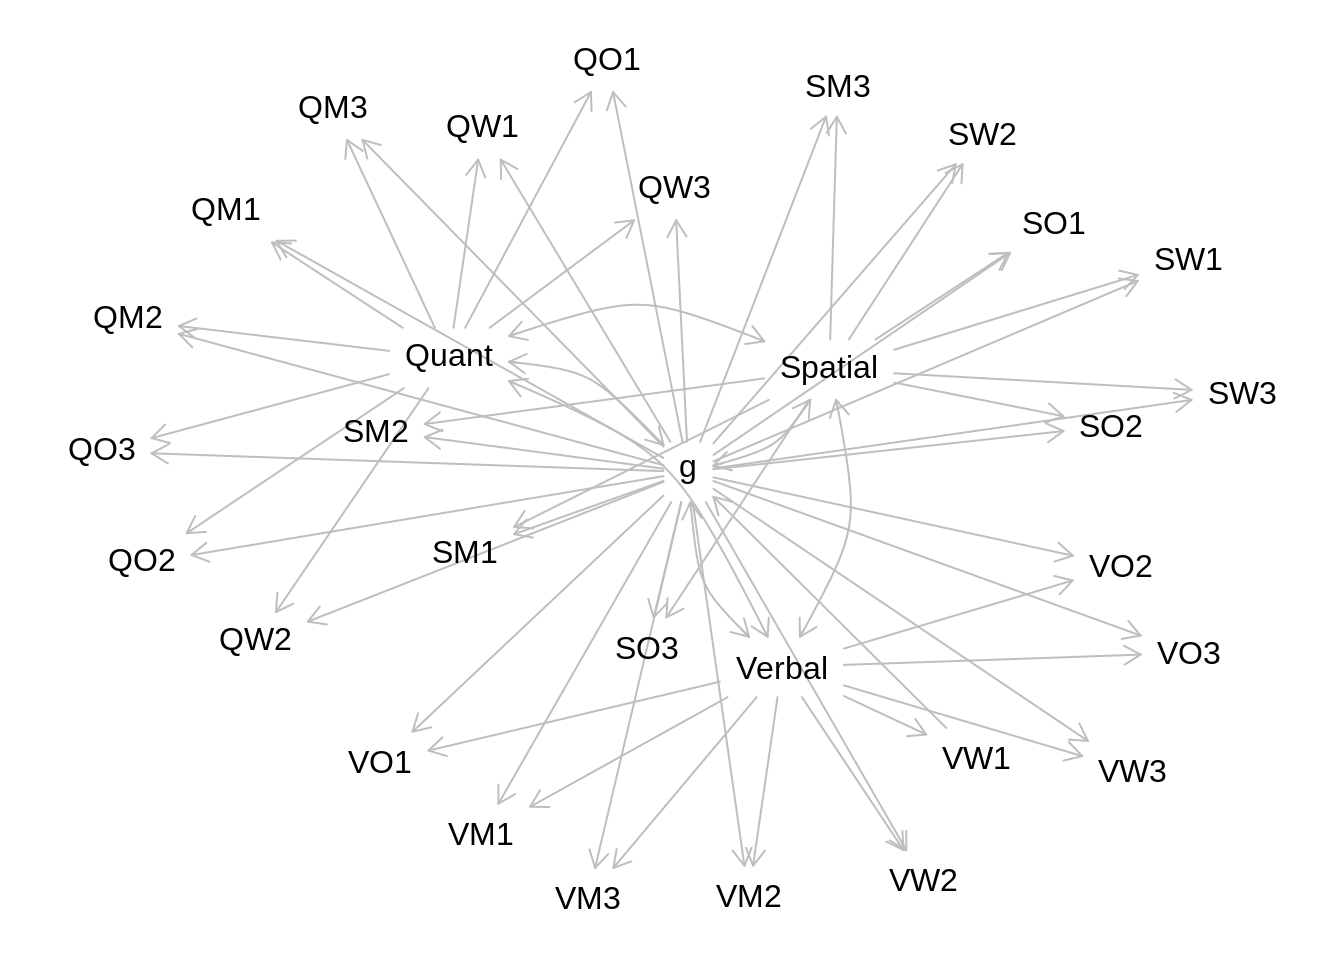 QO1
SM3
QM3
QW1
SW2
QW3
QM1
SO1
SW1
QM2
Quant
Spatial
SW3
SM2
SO2
QO3
g
SM1
QO2
VO2
QW2
SO3
VO3
Verbal
VO1
VW1
VW3
VM1
VW2
VM3
VM2